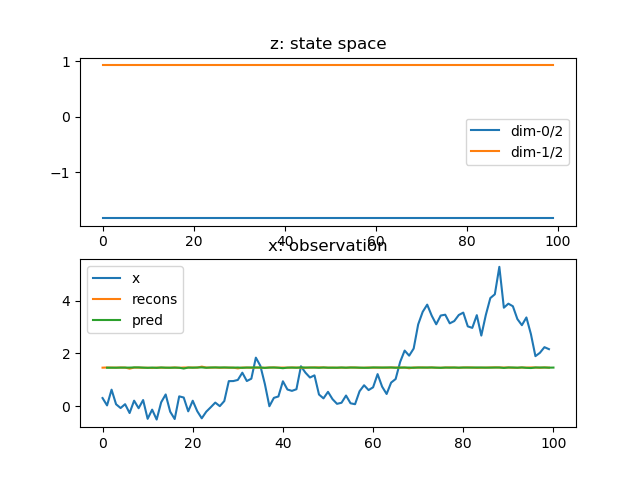 z: state space
1
0
−1
dim-0/2
dim-1/2
0 20 40 60 80 100
x: observation
x
recons
pred
4
2
0
0 20 40 60 80 100